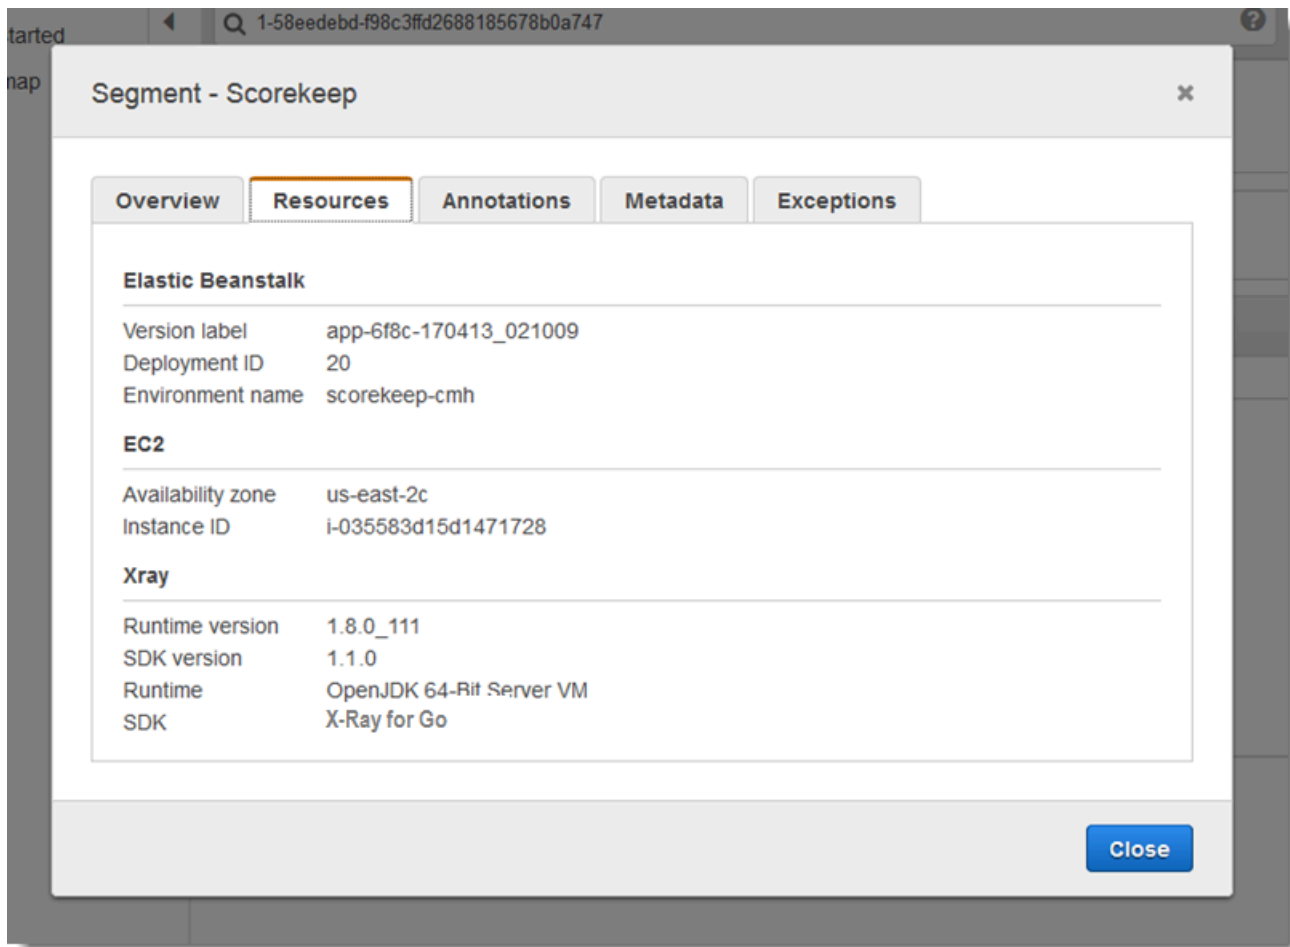 started
1-58eedebd-f98c3ffd2688185678b0a747
map
Segment - Scorekeep
Overview Resources Annotations Metadata Exceptions
Elastic Beanstalk
Version label app-6f8c-170413_021009
Deployment ID 20
Environment name scorekeep-cmh
EC2
Availability zone us-east-2c
Instance ID i-035583d15d1471728
Xray
Runtime version 1.8.0_111
SDK version 1.1.0
Runtime OpenJDK 64-Bit Server VM
SDK X-Ray for Go
Close